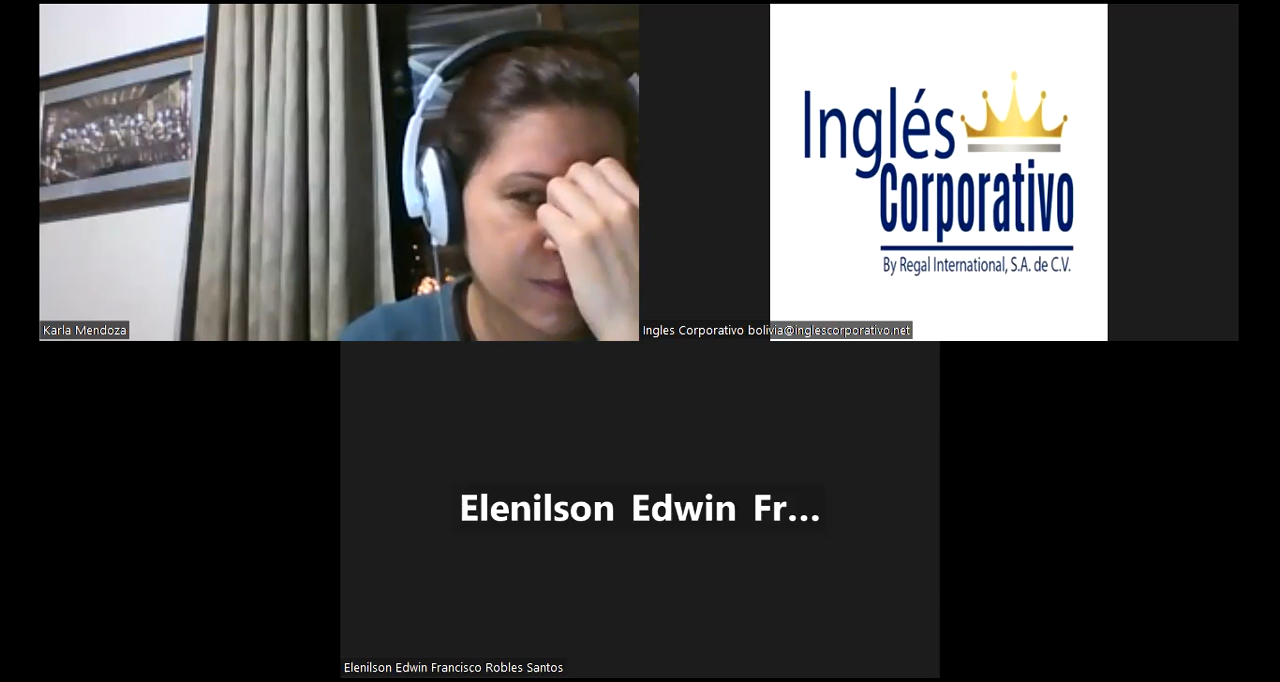 Inglés
Corporativo
By Regal International, S.A. de C.V.
Karla Mendoza
Ingles Corporativo bolivia@inglescorporativo.net
Elenilson Edwin Fr...
Elenilson Edwin Francisco Robles Santos